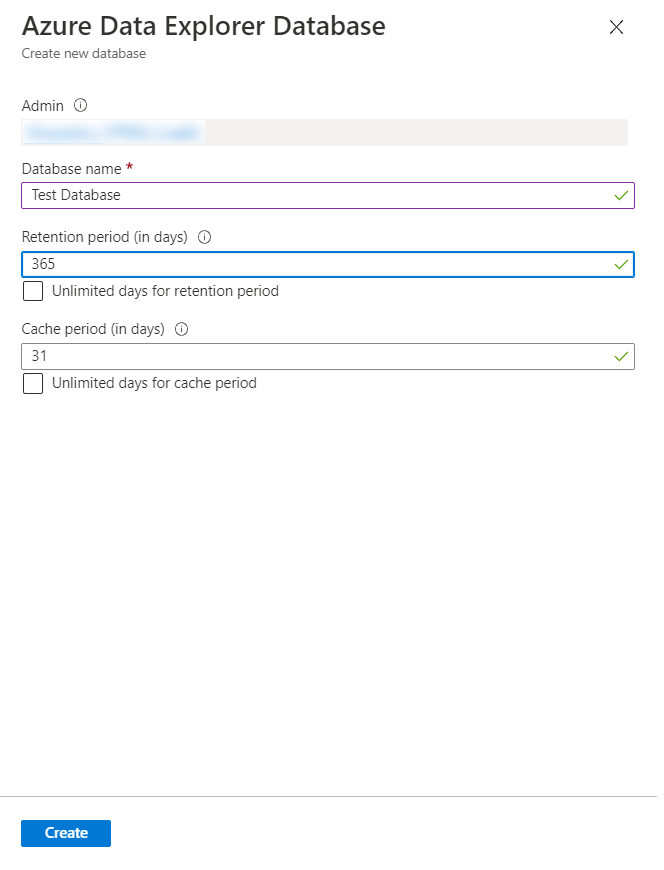 Azure Data Explorer Database
Create new database
Admin
Database name *
Test Database
Retention period (in days)
365
Unlimited days for retention period
Cache period (in days)
31
Unlimited days for cache period
Create